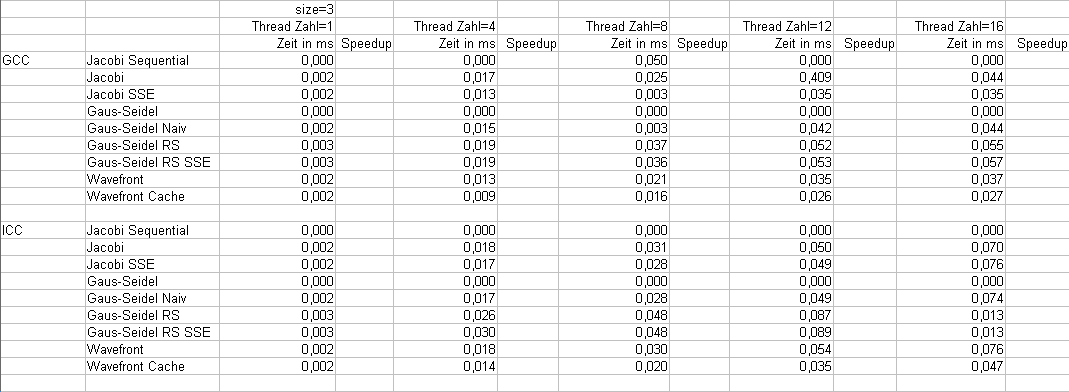 size=3
Thread Zahl=1 Thread Zahl=4 Thread Zahl=8 Thread Zahl=12 Thread Zahl=16
Zeit in ms Speedup Zeit in ms Speedup Zeit in ms Speedup Zeit in ms Speedup Zeit in ms Speedup
GCC Jacobi Sequential 0,000 0,000 0,050 0,000 0,000
Jacobi 0,002 0,017 0,025 0,409 0,044
Jacobi SSE 0,002 0,013 0,003 0,035 0,035
Gaus-Seidel 0,000 0,000 0,000 0,000 0,000
Gaus-Seidel Naiv 0,002 0,015 0,003 0,042 0,044
Gaus-Seidel RS 0,003 0,019 0,037 0,052 0,055
Gaus-Seidel RS SSE 0,003 0,019 0,036 0,053 0,057
Wavefront 0,002 0,013 0,021 0,035 0,037
Wavefront Cache 0,002 0,009 0,016 0,026 0,027
ICC Jacobi Sequential 0,000 0,000 0,000 0,000 0,000
Jacobi 0,002 0,018 0,031 0,050 0,070
Jacobi SSE 0,002 0,017 0,028 0,049 0,076
Gaus-Seidel 0,000 0,000 0,000 0,000 0,000
Gaus-Seidel Naiv 0,002 0,017 0,028 0,049 0,074
Gaus-Seidel RS 0,003 0,026 0,048 0,087 0,013
Gaus-Seidel RS SSE 0,003 0,030 0,048 0,089 0,013
Wavefront 0,002 0,018 0,030 0,054 0,076
Wavefront Cache 0,002 0,014 0,020 0,035 0,047